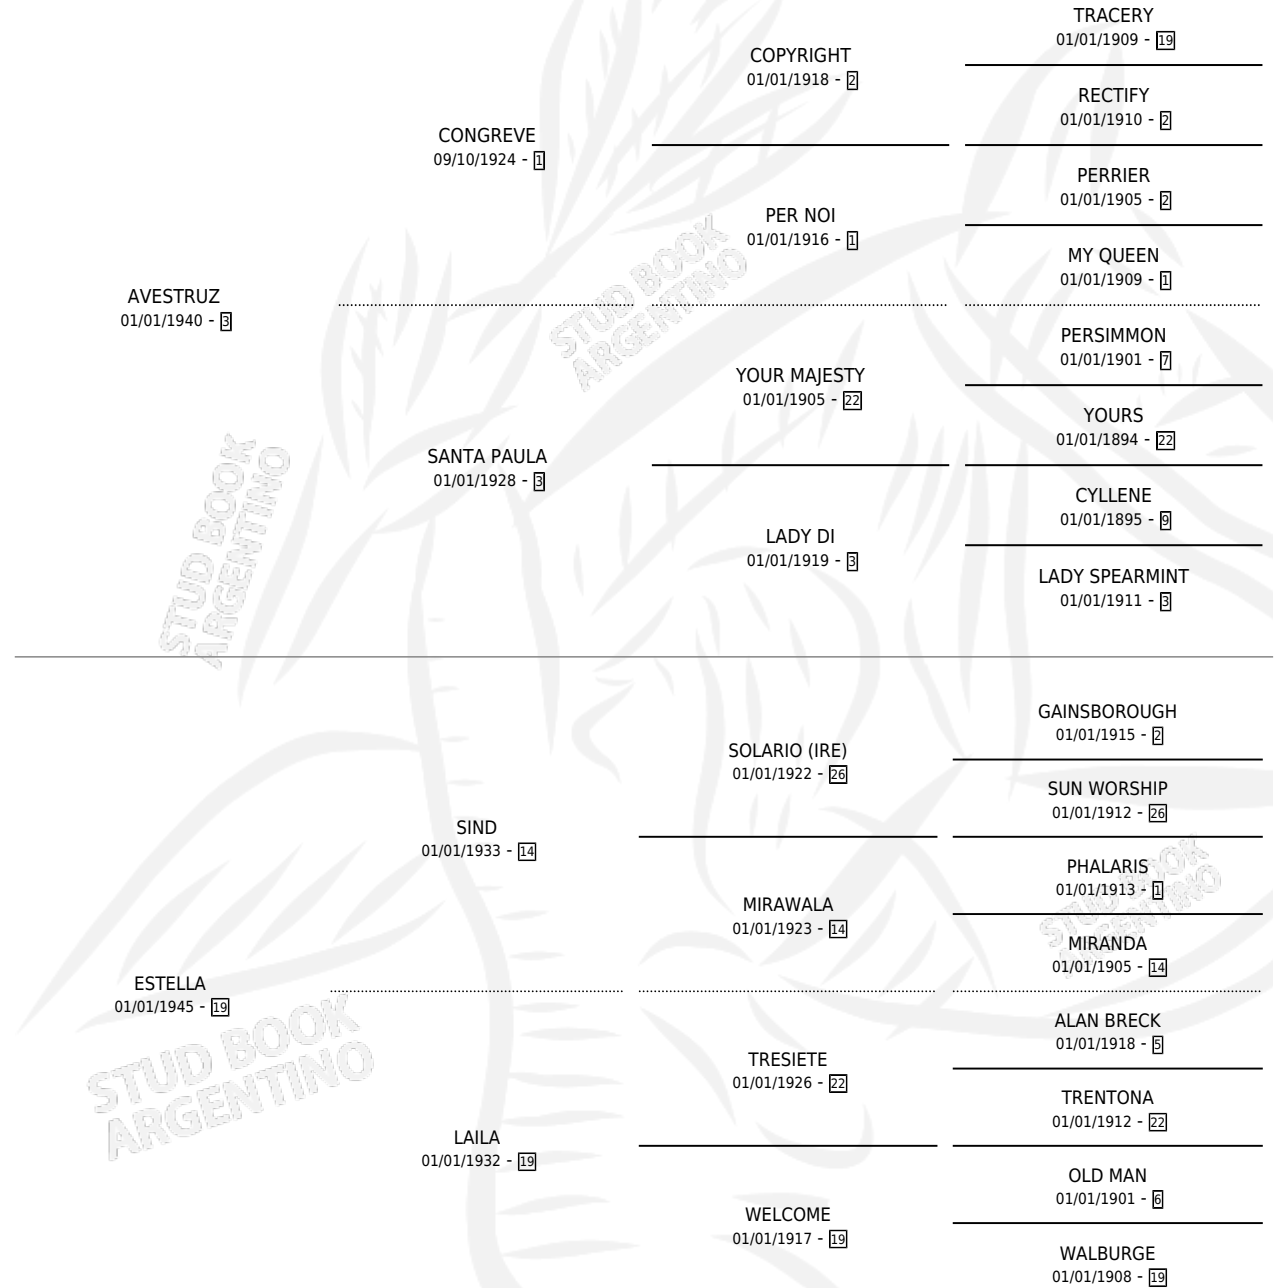 TRACERY
01/01/1909 - 19
COPYRIGHT
01/01/1918 - 2
RECTIFY
01/01/1910 - 2
CONGREVE
09/10/1924 - 1
PERRIER
01/01/1905 - 2
PER NOI
01/01/1916 - 1
MY QUEEN
01/01/1909 - 1
AVESTRUZ
01/01/1940 - 3
PERSIMMON
01/01/1901 - 7
YOUR MAJESTY
01/01/1905 - 22
YOURS
01/01/1894 - 22
SANTA PAULA
01/01/1928 - 3
CYLLENE
01/01/1895 - 9
LADY DI
01/01/1919 - 3
LADY SPEARMINT
01/01/1911 - 3
STUD BOOK
ARGENTINO
STUD BOOK
ARGENTINO
GAINSBOROUGH
01/01/1915 - 2
SOLARIO (IRE)
01/01/1922 - 26
SUN WORSHIP
01/01/1912 - 26
SIND
01/01/1933 - 14
PHALARIS
01/01/1913 - 1
MIRAWALA
01/01/1923 - 14
MIRANDA
01/01/1905 - 14
ESTELLA
01/01/1945 - 19
ALAN BRECK
01/01/1918 - 5
TRESIETE
01/01/1926 - 22
TRENTONA
01/01/1912 - 22
LAILA
01/01/1932 - 19
OLD MAN
01/01/1901 - 6
WELCOME
01/01/1917 - 19
WALBURGE
01/01/1908 - 19
STUD BOOK
ARGENTINO
STUD BOOK
ARGENTINO